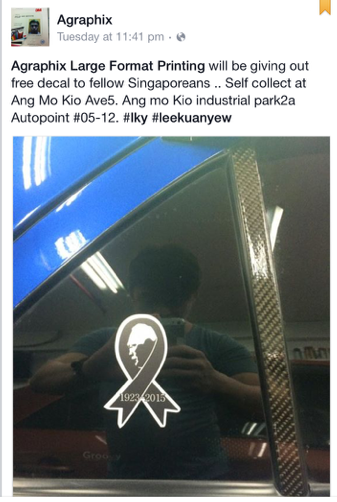 Agraphix
Tuesday at 11:41 pm ·
Agraphix Large Format Printing will be giving out
free decal to fellow Singaporeans .. Self collect at
Ang Mo Kio Ave5. Ang mo Kio industrial park2a
Autopoint #05-12. #lky #leekuanyew
1923-2015